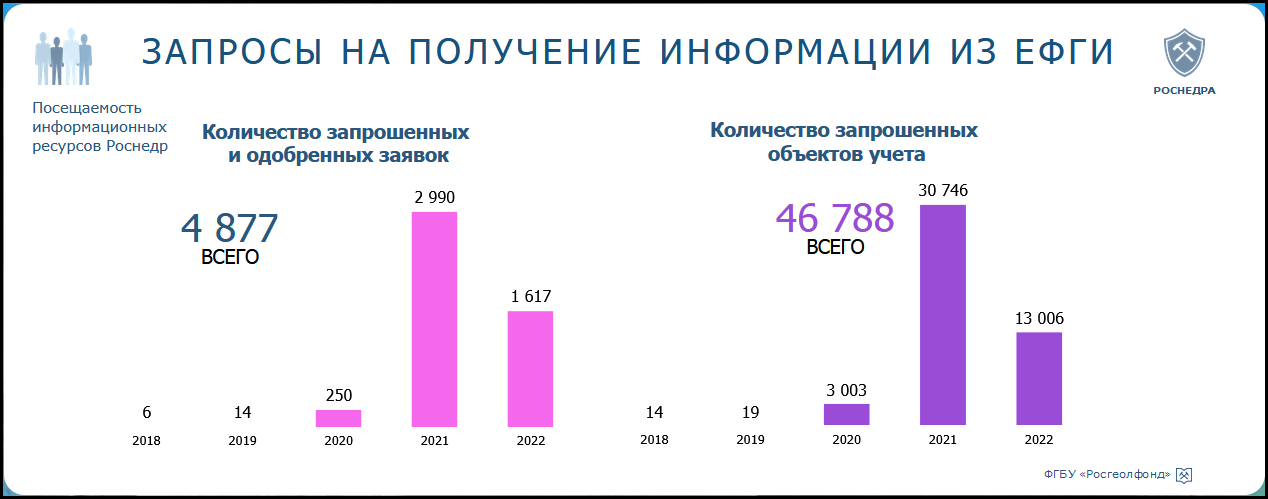 ЗАПРОСЫ НА ПОЛУЧЕНИЕ ИНФОРМАЦИИ ИЗ ЕФГИ
РОСНЕДРА
Посещаемость
информационных
ресурсов Роснедр
Количество запрошенных
и одобренных заявок
4 877
ВСЕГО
6
14
250
2 990
1 617
2018
2019
2020
2021
2022
Количество запрошенных
объектов учета
46 788
ВСЕГО
14
19
3 003
30 746
13 006
2018
2019
2020
2021
2022
ФГБУ «Росгеолфонд»